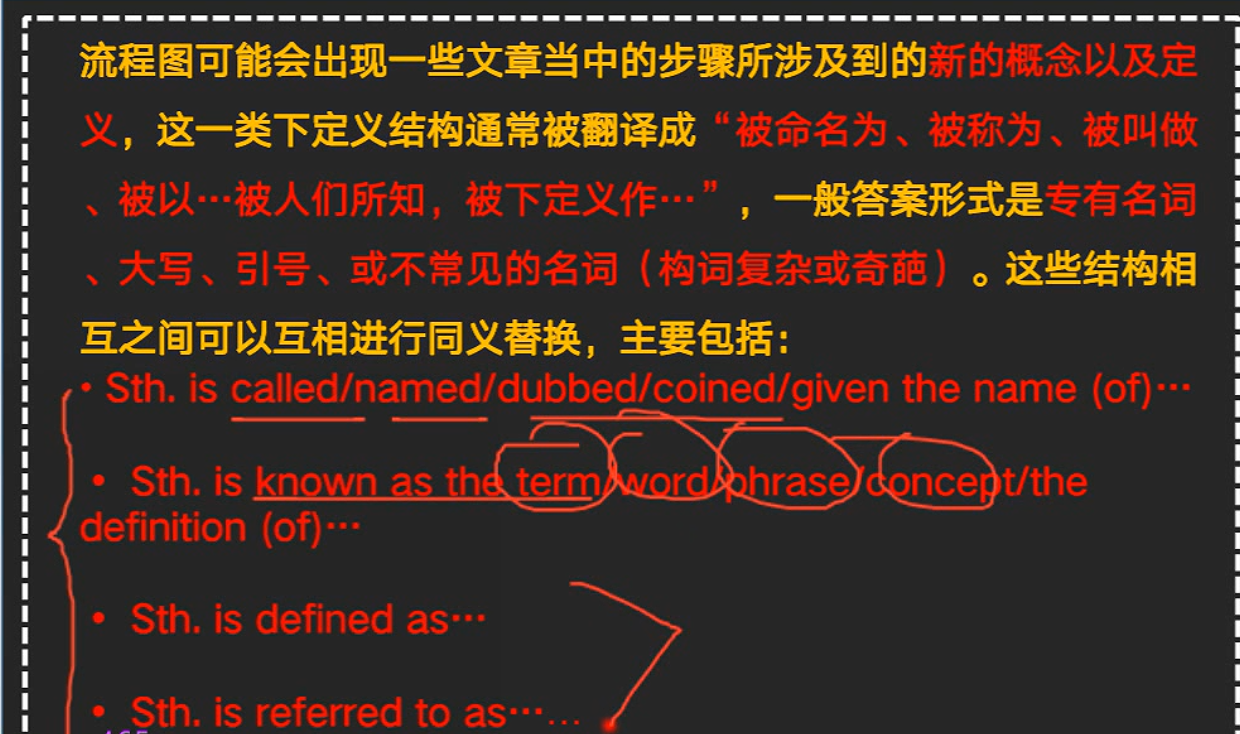 流程图可能会出现一些文章当中的步骤所涉及到的新的概念以及定
义，这一类下定义结构通常被翻译成“被命名为、被称为、被叫做
、被以…被人们所知，被下定义作…”，一般答案形式是专有名词
、大写、引号、或不常见的名词（构词复杂或奇葩）。这些结构相
互之间可以互相进行同义替换，主要包括：
• Sth. is called/named/dubbed/coined/given the name (of)…
• Sth. is known as the term/word/phrase/concept/the
definition (of)…
• Sth. is defined as…
• Sth. is referred to as……